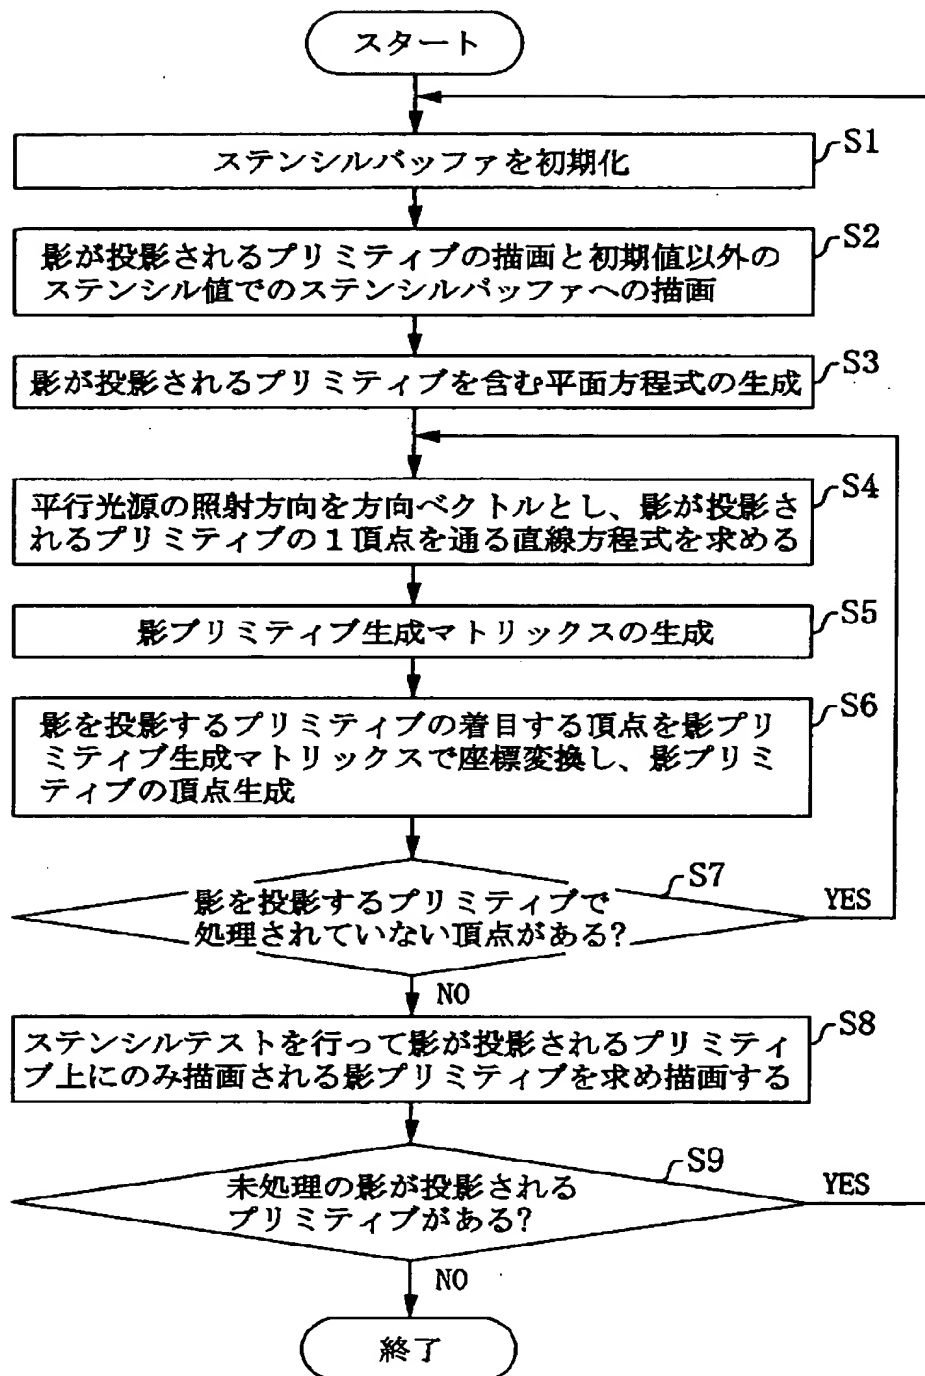 スタート
S1
ステンシルバッファを初期化
S2
影が投影されるプリミティブの描画と初期値以外の
ステンシル値でのステンシルバッファへの描画
S3
影が投影されるプリミティブを含む平面方程式の生成
S4
平行光源の照射方向を方向ベクトルとし、影が投影さ
れるプリミティブの1頂点を通る直線方程式を求める
S5
影プリミティブ生成マトリックスの生成
S6
影を投影するプリミティブの着目する頂点を影プリ
ミティブ生成マトリックスで座標変換し、影プリミ
ティブの頂点生成
S7
影を投影するプリミティブで
処理されていない頂点がある?
YES
NO
S8
ステンシルテストを行って影が投影されるプリミティ
ブ上にのみ描画される影プリミティブを求め描画する
S9
未処理の影が投影される
プリミティブがある?
YES
NO
終了